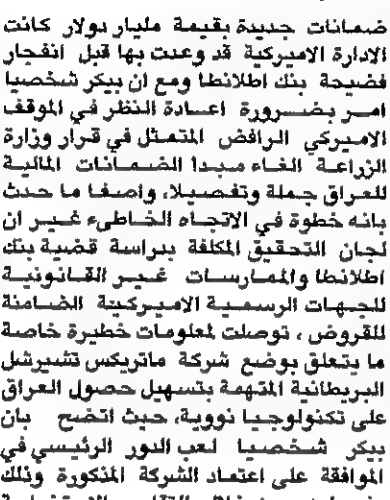 ضمانات جديدة بقيمة مليار دولار كانت
الادارة الاميركية قد وعدت بها قبل انفجار
فضيحة بنك اطلانطا ومع ان بيكر شخصيا
امر بضرورة اعادة النظر في الموقف
الاميركي الرافض المتمثل في قرار وزارة
الزراعة الغاء مبدا الضمانات المالية
للعراق جملة وتفصيلا، واصفا ما حدث
بانه خطوة في الاتجاه الخاطىء غير ان
لجان التحقيق المكلفة بدراسة قضية بنك
اطلانطا والممارسات غير القانونية
للجهات الرسمية الاميركية الضامنة
للقروض ، توصلت لمعلومات خطيرة خاصة
ما يتعلق بوضع شركة ماتريكس تشيرشل
البريطانية المتهمة بتسهيل حصول العراق
على تكنولوجيا نووية، حيث اتضح بان
بيكر شخصيا لعب الدور الرئيسي في
الموافقة على اعتماد الشركة المذكورة وذلك